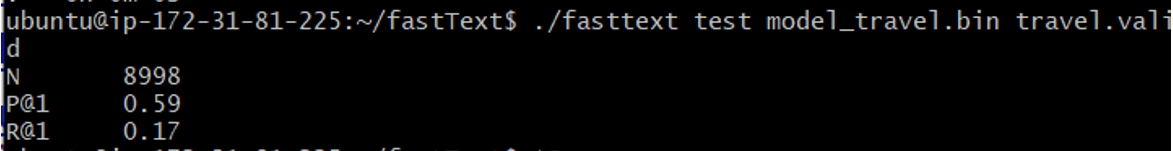 ubuntu@ip-172-31-81-225:~/fastText$ ./fasttext test model_travel.bin travel.vali
d
N 8998
P@1 0.59
R@1 0.17